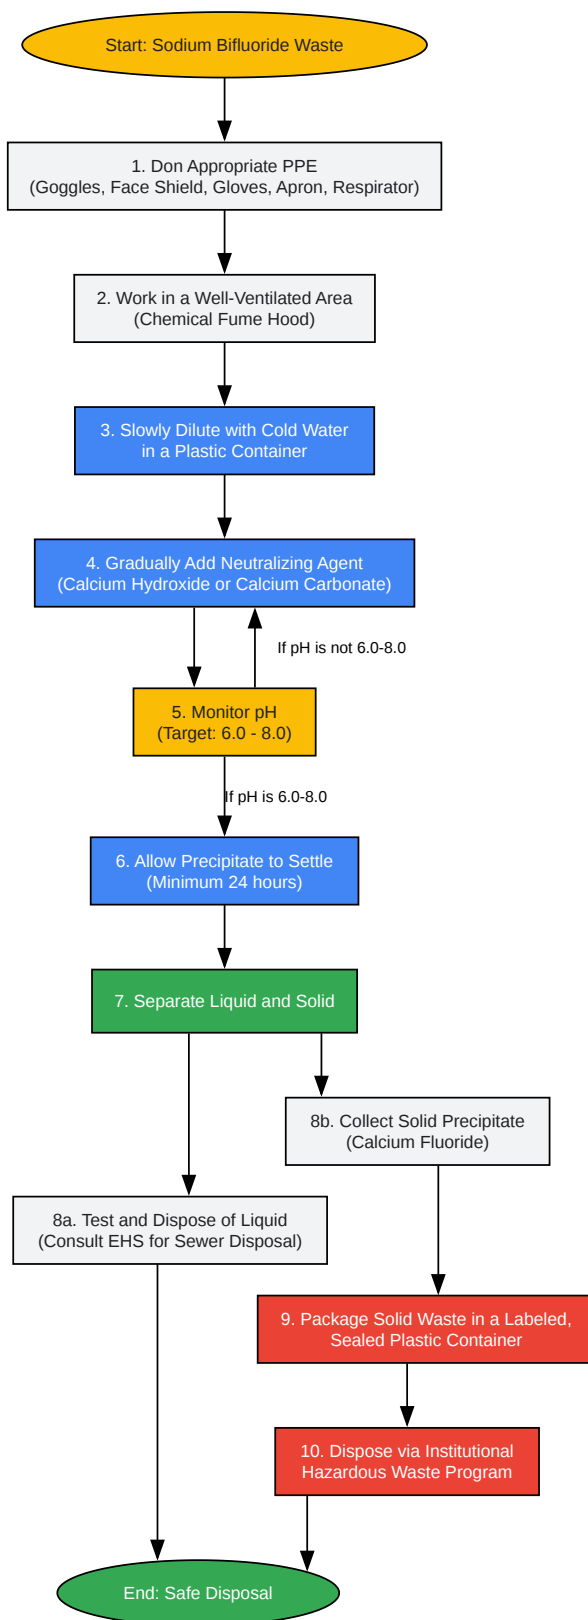 Start: Sodium Bifluoride Waste
1. Don Appropriate PPE
(Goggles, Face Shield, Gloves, Apron, Respirator)
2. Work in a Well-Ventilated Area
(Chemical Fume Hood)
3. Slowly Dilute with Cold Water
in a Plastic Container
4. Gradually Add Neutralizing Agent
(Calcium Hydroxide or Calcium Carbonate)
If pH is not 6.0-8.0
5. Monitor pH
(Target: 6.0 - 8.0)
If pH is 6.0-8.0
6. Allow Precipitate to Settle
(Minimum 24 hours)
7. Separate Liquid and Solid
8b. Collect Solid Precipitate
(Calcium Fluoride)
8a. Test and Dispose of Liquid
(Consult EHS for Sewer Disposal)
9. Package Solid Waste in a Labeled,
Sealed Plastic Container
10. Dispose via Institutional
Hazardous Waste Program
End: Safe Disposal